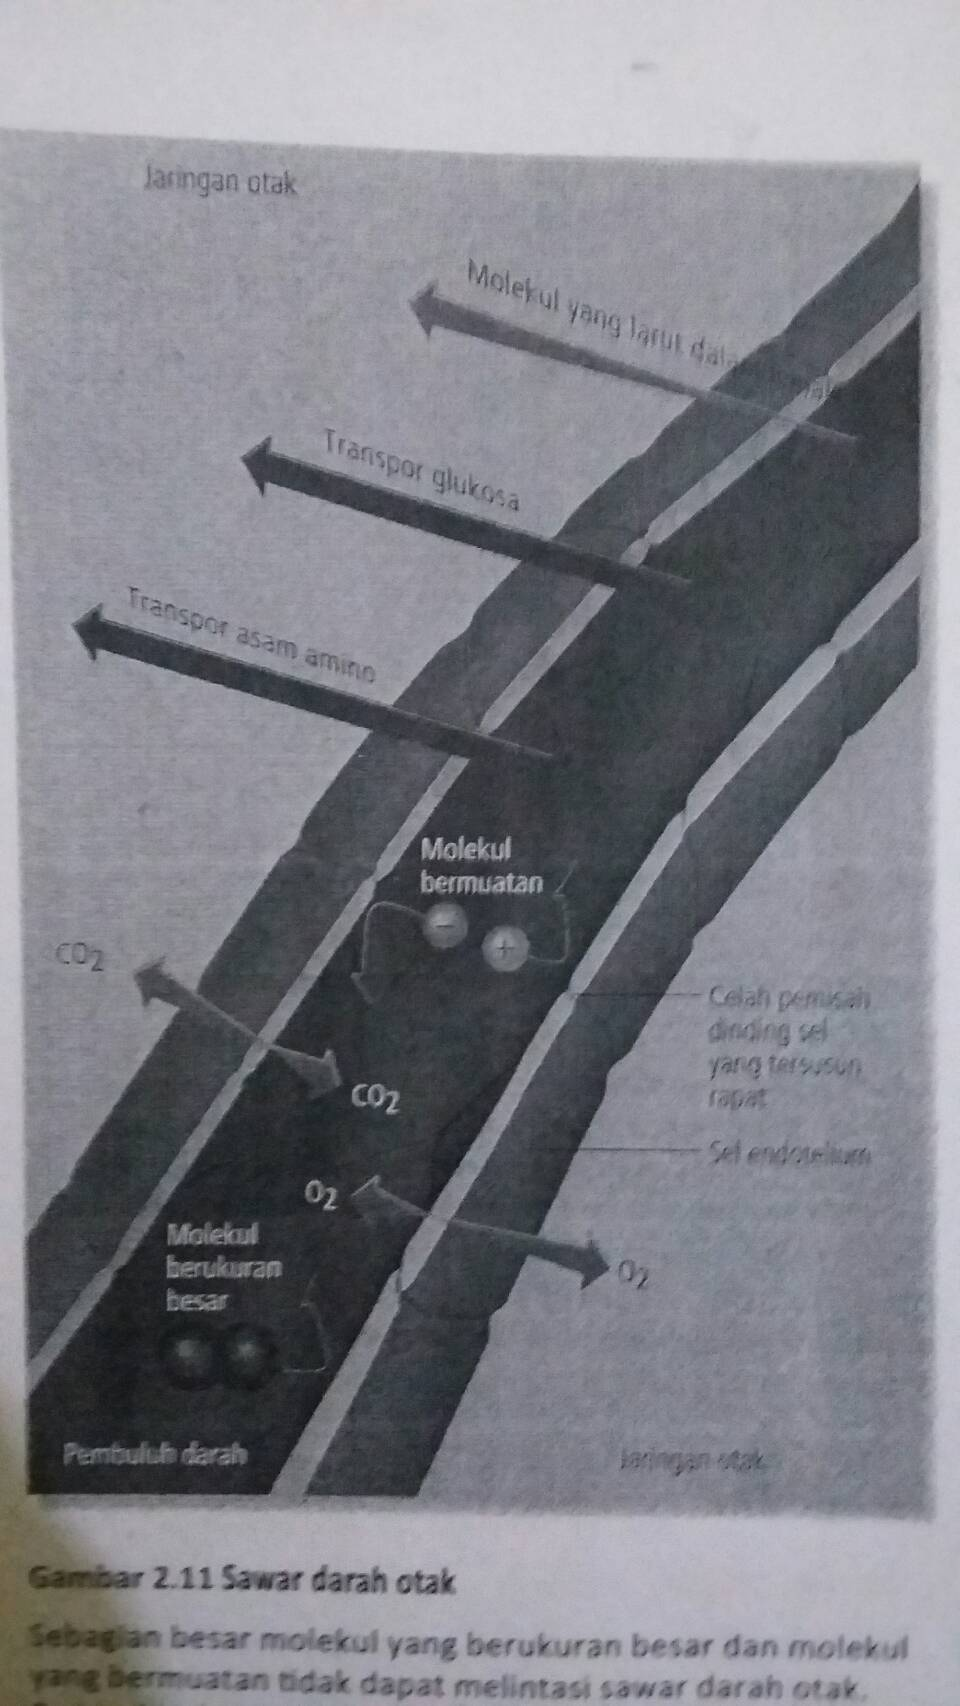 Jaringan otak
Molekul yang larut
Transpor glukosa
Transpor asam amino
Molekul
bermuatan
−
+
CO2
CO2
Celah pemisah
dinding sel
yang tersusun
rapat
Sel endotelium
O2
O2
Molekul
berukuran
besar
Pembuluh darah
Jaringan otak
Gambar 2.11 Sawar darah otak
Sebagian besar molekul yang berukuran besar dan molekul
yang bermuatan tidak dapat melintasi sawar darah otak.